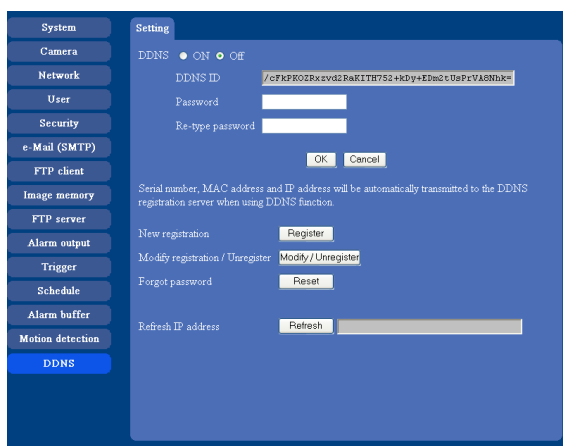 System
Camera
Network
User
Security
e-Mail (SMTP)
FTP client
Image memory
FTP server
Alarm output
Trigger
Schedule
Alarm buffer
Motion detection
DDNS
Setting
DDNS ON Off
DDNS ID /cFkPKOZRxzvd2RaKITH752+kDy+EDm2tUsPrVA8Nhk=
Password
Re-type password
OK Cancel
Serial number, MAC address and IP address will be automatically transmitted to the DDNS
registration server when using DDNS function.
New registration Register
Modify registration / Unregister Modify / Unregister
Forgot password Reset
Refresh IP address Refresh